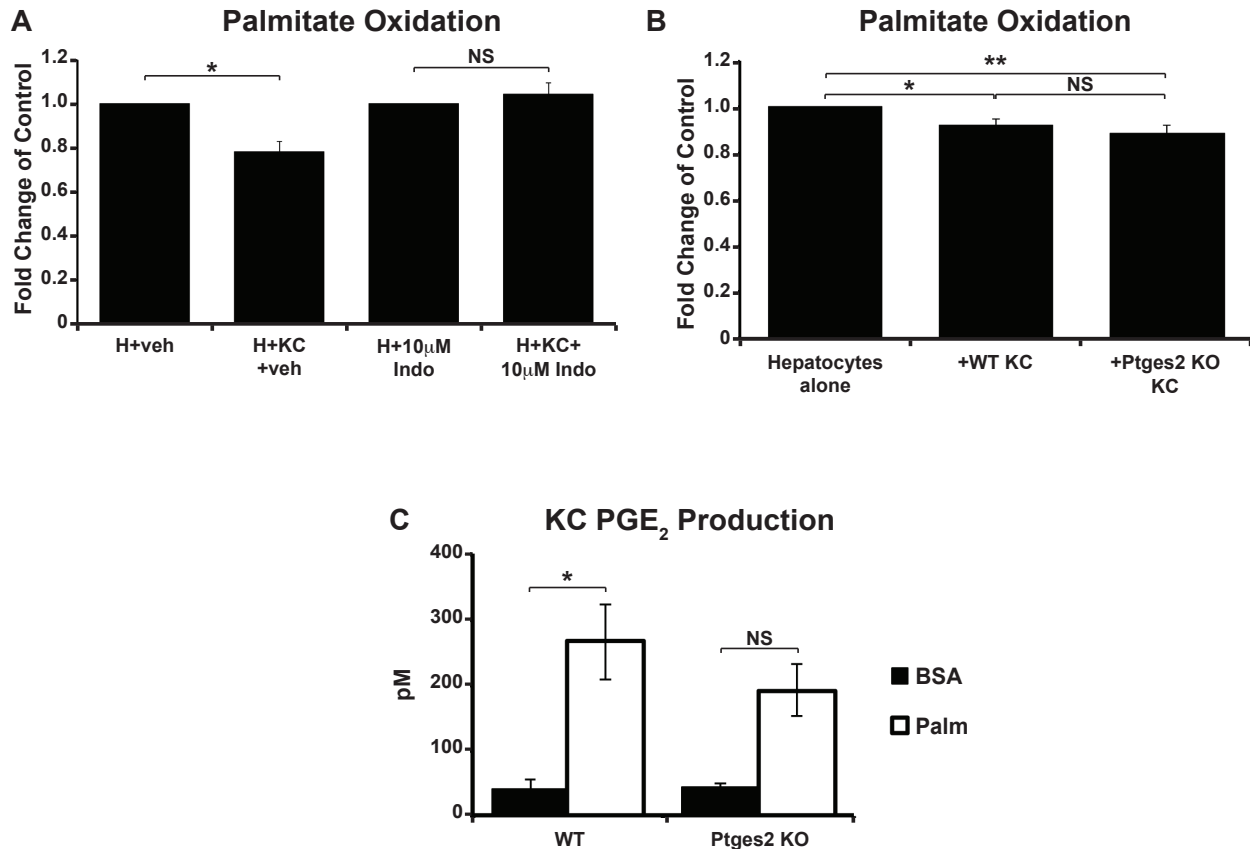 A Palmitate Oxidation
Fold Change of Control
1.2
1.0
0.8
0.6
0.4
0.2
0
*
NS
H+veh
H+KC
+veh
H+10μM
Indo
H+KC+
10μM Indo
B Palmitate Oxidation
Fold Change of Control
1.2
1.0
0.8
0.6
0.4
0.2
0
**
*
NS
Hepatocytes
alone
+WT KC
+Ptges2 KO
KC
C KC PGE₂ Production
pM
400
300
200
100
0
*
NS
WT
Ptges2 KO
BSA
Palm